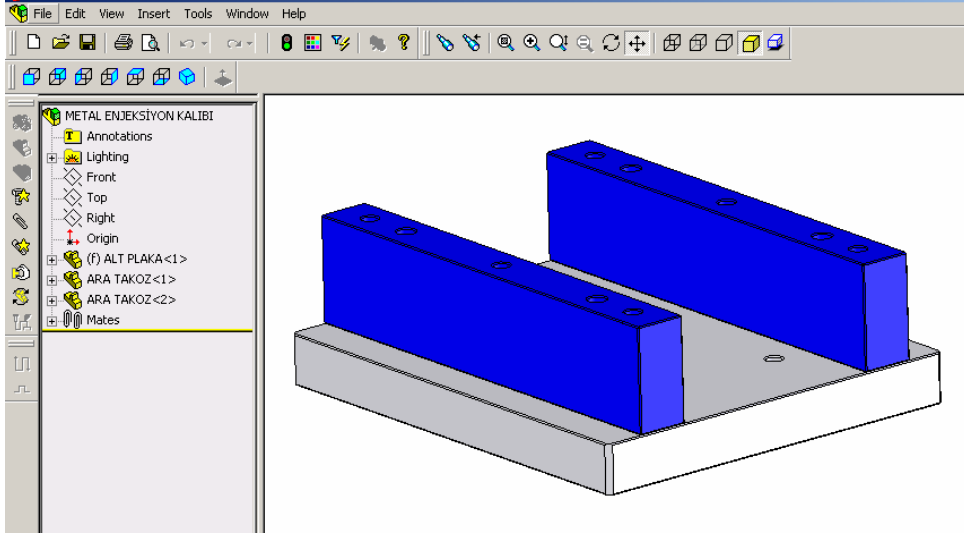 File Edit View Insert Tools Window Help
METAL ENJEKSİYON KALIBI
Annotations
Lighting
Front
Top
Right
Origin
(f) ALT PLAKA<1>
ARA TAKOZ<1>
ARA TAKOZ<2>
Mates